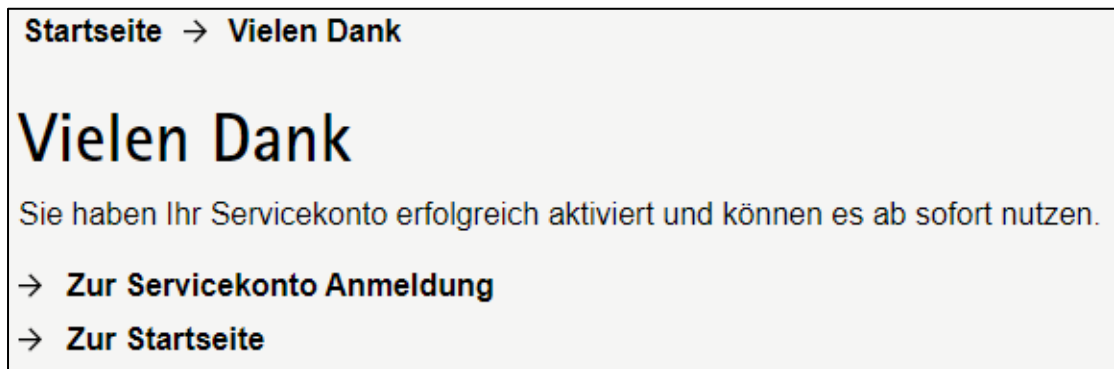 Startseite → Vielen Dank
Vielen Dank
Sie haben Ihr Servicekonto erfolgreich aktiviert und können es ab sofort nutzen.
→ Zur Servicekonto Anmeldung
→ Zur Startseite